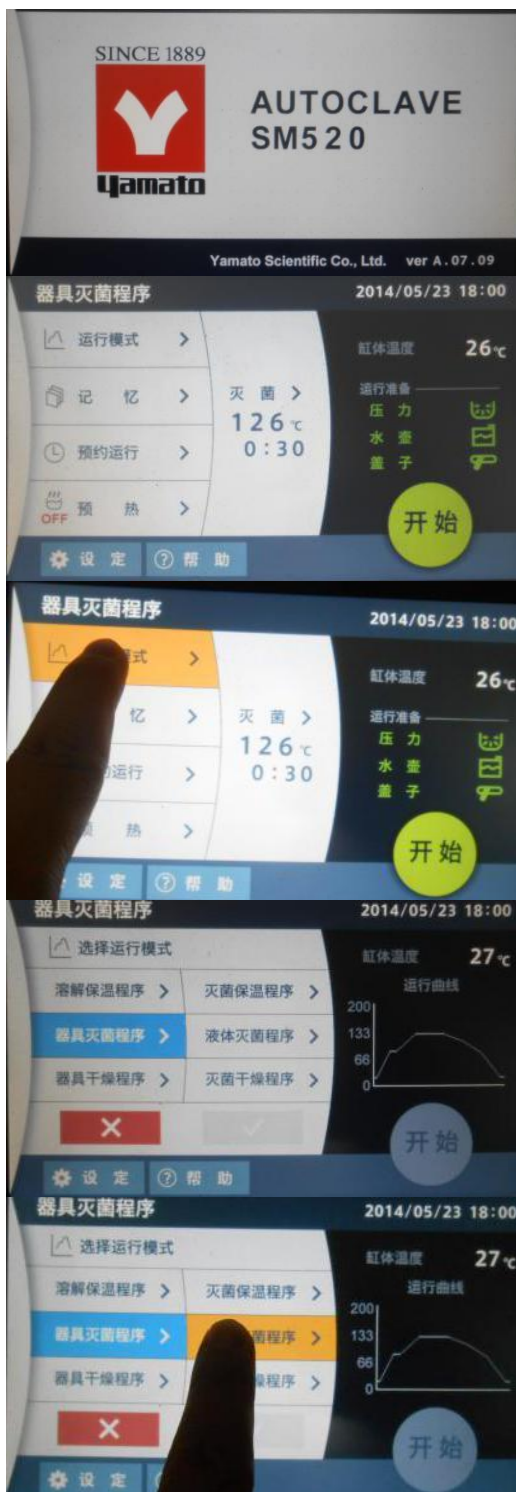 SINCE 1889
Yamato
AUTOCLAVE
SM520
Yamato Scientific Co., Ltd. ver A.07.09
器具灭菌程序
2014/05/23 18:00
运行模式
记 忆
预约运行
OFF 预 热
灭 菌
126℃
0:30
缸体温度 26℃
运行准备
压 力
水 壶
盖 子
开始
设 定
帮 助
器具灭菌程序
2014/05/23 18:00
式
忆
运行
热
灭 菌
126℃
0:30
缸体温度 26℃
运行准备
压 力
水 壶
盖 子
开始
设 定
帮 助
器具灭菌程序
2014/05/23 18:00
选择运行模式
溶解保温程序
灭菌保温程序
器具灭菌程序
液体灭菌程序
器具干燥程序
灭菌干燥程序
缸体温度 27℃
运行曲线
200
133
66
0
开始
设 定
帮 助
器具灭菌程序
2014/05/23 18:00
选择运行模式
溶解保温程序
灭菌保温程序
器具灭菌程序
菌程序
器具干燥程序
燥程序
缸体温度 27℃
运行曲线
200
133
66
0
开始
设 定